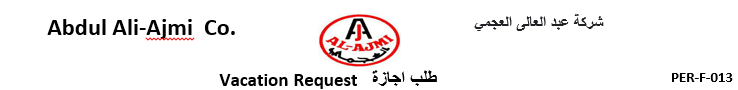 Abdul Ali-Ajmi Co. شركة عبد العالى العجمي
AJ
AL-AJMI
العجمي
Vacation Request طلب اجازة PER-F-013